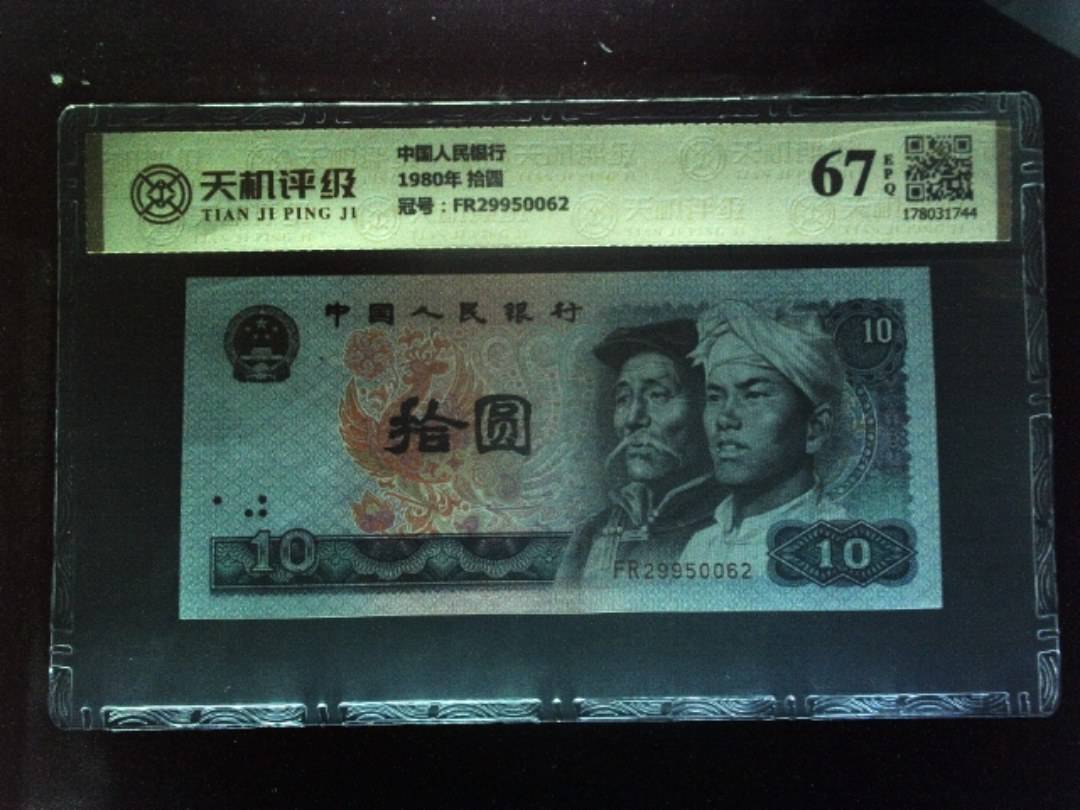 天机评级
TIAN JI PING JI
中国人民银行
1980年 拾圆
冠号：FR29950062
67
EPQ
178031744
中国人民银行
10
拾圆
10
FR29950062
10